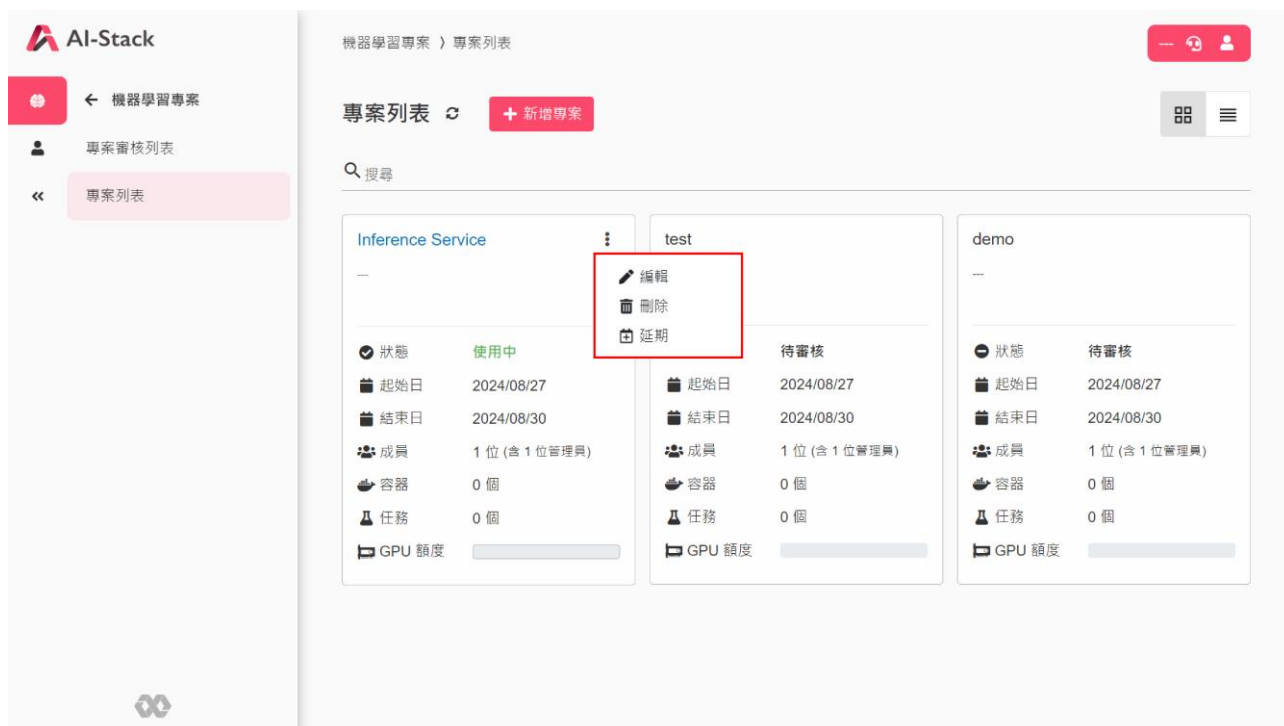 AI-Stack
機器學習專案
專案審核列表
專案列表
機器學習專案 〉專案列表
---
專案列表
新增專案
搜尋
Inference Service
---
編輯
刪除
延期
狀態 使用中
起始日 2024/08/27
結束日 2024/08/30
成員 1 位 (含 1 位管理員)
容器 0 個
任務 0 個
GPU 額度
test
待審核
起始日 2024/08/27
結束日 2024/08/30
成員 1 位 (含 1 位管理員)
容器 0 個
任務 0 個
GPU 額度
demo
---
狀態 待審核
起始日 2024/08/27
結束日 2024/08/30
成員 1 位 (含 1 位管理員)
容器 0 個
任務 0 個
GPU 額度